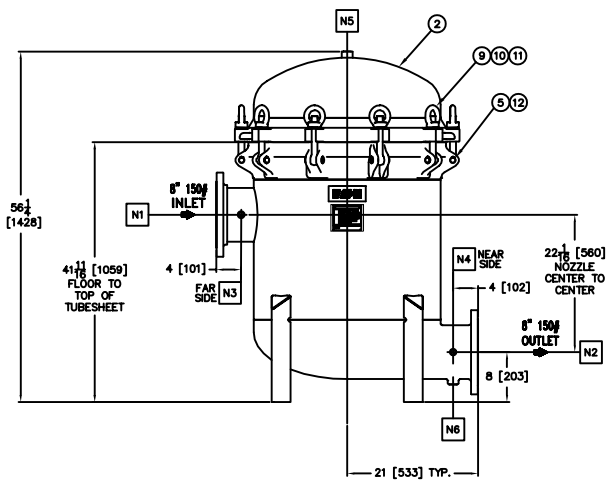 N5
2
9 10 11
5 12
56 1/4
[1428]
8" 150#
INLET
N1
4 [101]
FAR
SIDE
N3
41 11/16 [1059]
FLOOR TO
TOP OF
TUBESHEET
N4
NEAR
SIDE
4 [102]
22 1/16 [560]
NOZZLE
CENTER TO
CENTER
8" 150#
OUTLET
N2
8 [203]
N6
21 [533] TYP.